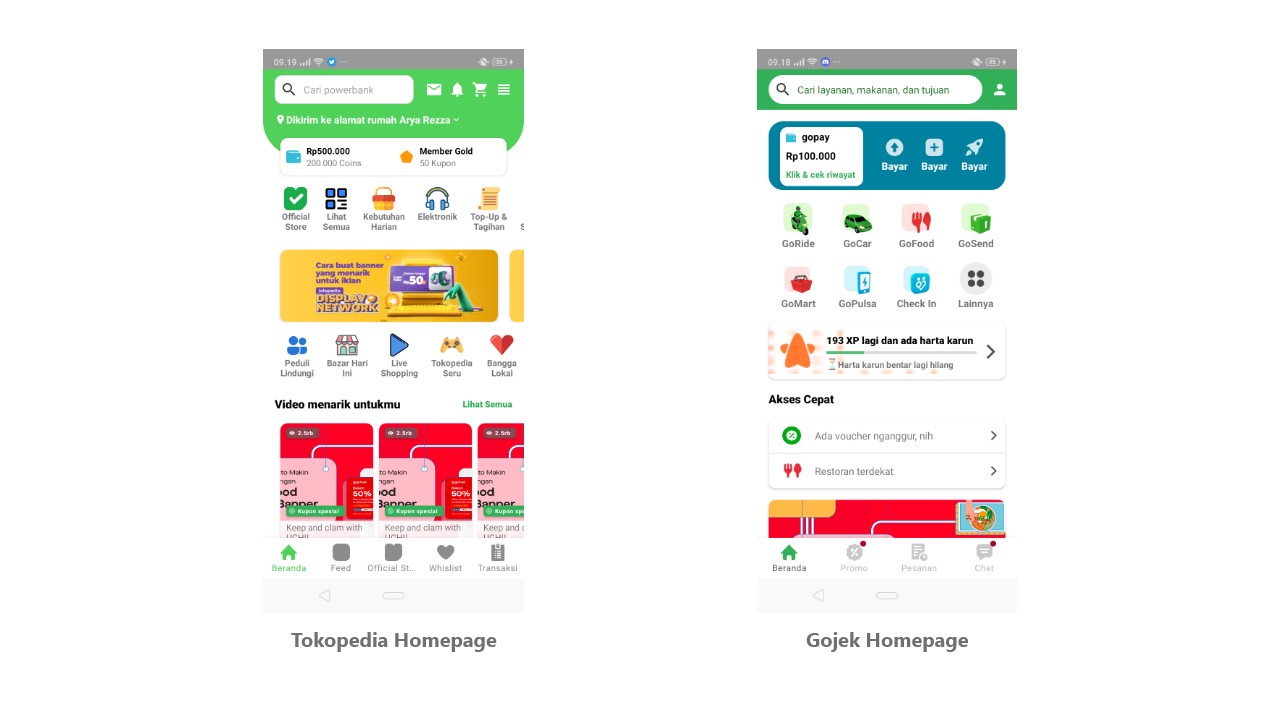 09.19
Cari powerbank
Dikirim ke alamat rumah Arya Rezza
Rp500.000
200.000 Coins
Member Gold
50 Kupon
Official
Store
Lihat
Semua
Kebutuhan
Harian
Elektronik
Top-Up &
Tagihan
Cara buat banner
yang menarik
untuk iklan
tokopedia
DISPLAY
NETWORK
50
Peduli
Lindungi
Bazar Hari
Ini
Live
Shopping
Tokopedia
Seru
Bangga
Lokal
Video menarik untukmu
Lihat Semua
2.5rb
to Makin
ngan
ood
Banner
50%
Kupon spesial
Keep and clam with
UCHII
2.5rb
to Makin
ngan
ood
Banner
50%
Kupon spesial
Keep and clam with
UCHII
2.5rb
to Makin
ngan
ood
Kupon spesial
Keep and
Beranda
Feed
Official St...
Whislist
Transaksi
Tokopedia Homepage
09.18
Cari layanan, makanan, dan tujuan
gopay
Rp100.000
Klik & cek riwayat
Bayar
Bayar
Bayar
GoRide
GoCar
GoFood
GoSend
GoMart
GoPulsa
Check In
Lainnya
193 XP lagi dan ada harta karun
Harta karun bentar lagi hilang
Akses Cepat
Ada voucher nganggur, nih
Restoran terdekat
Beranda
Promo
Pesanan
Chat
Gojek Homepage